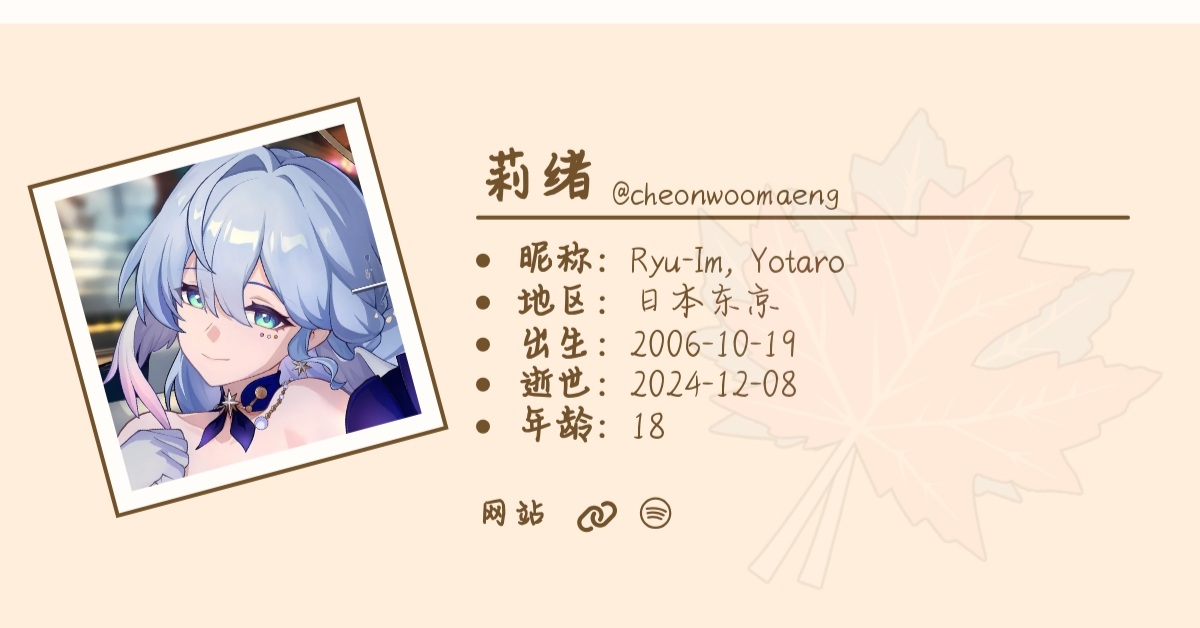 莉绪 @cheonwoomaeng
昵称： Ryu-Im, Yotaro
地区： 日本东京
出生： 2006-10-19
逝世： 2024-12-08
年龄： 18
网站